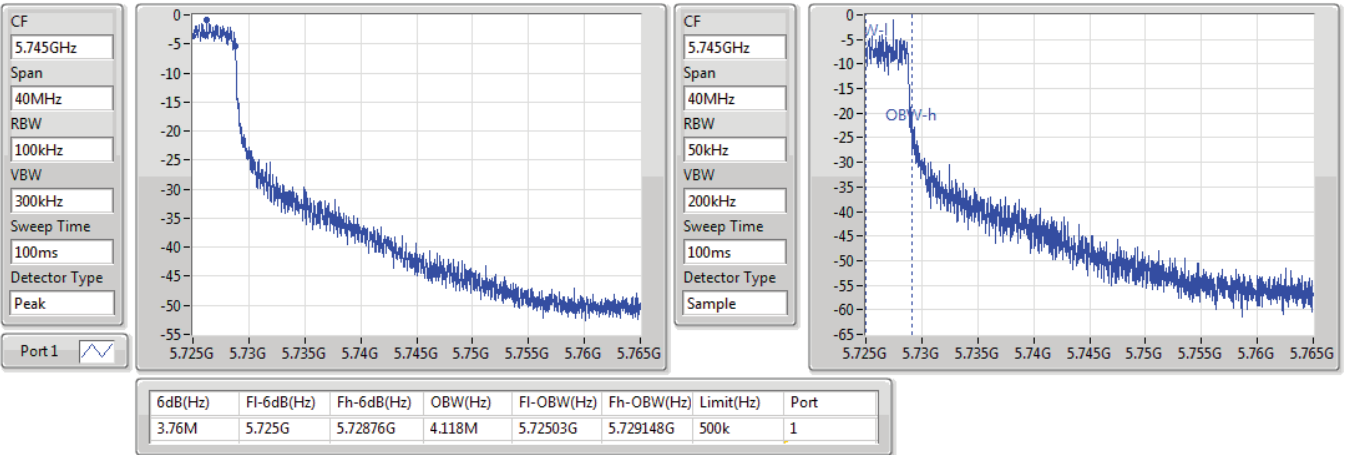 CF
5.745GHz
Span
40MHz
RBW
100kHz
VBW
300kHz
Sweep Time
100ms
Detector Type
Peak
Port 1
0
-5
-10
-15
-20
-25
-30
-35
-40
-45
-50
-55
5.725G 5.73G 5.735G 5.74G 5.745G 5.75G 5.755G 5.76G 5.765G
CF
5.745GHz
Span
40MHz
RBW
50kHz
VBW
200kHz
Sweep Time
100ms
Detector Type
Sample
0
-5
-10
-15
-20
-25
-30
-35
-40
-45
-50
-55
-60
-65
W-l
OBW-h
5.725G 5.73G 5.735G 5.74G 5.745G 5.75G 5.755G 5.76G 5.765G
6dB(Hz) Fl-6dB(Hz) Fh-6dB(Hz) OBW(Hz) Fl-OBW(Hz) Fh-OBW(Hz) Limit(Hz) Port
3.76M 5.725G 5.72876G 4.118M 5.72503G 5.729148G 500k 1